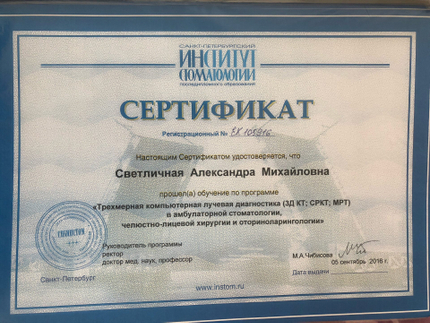 САНКТ-ПЕТЕРБУРГСКИЙ
ИНСТИТУТ
СТОМАТОЛОГИИ
последипломного образования
СЕРТИФИКАТ
Регистрационный №
Настоящим Сертификатом удостоверяется, что
Светличная Александра Михайловна
прошел(а) обучение по программе
«Трехмерная компьютерная лучевая диагностика (3Д КТ; СРКТ; МРТ)
в амбулаторной стоматологии,
челюстно-лицевой хирургии и оториноларингологии»
Руководитель программы
ректор
доктор мед. наук, профессор
М.А.Чибисова
05 сентябрь 2016 г.
Санкт-Петербург
Дата выдачи
www.instom.ru